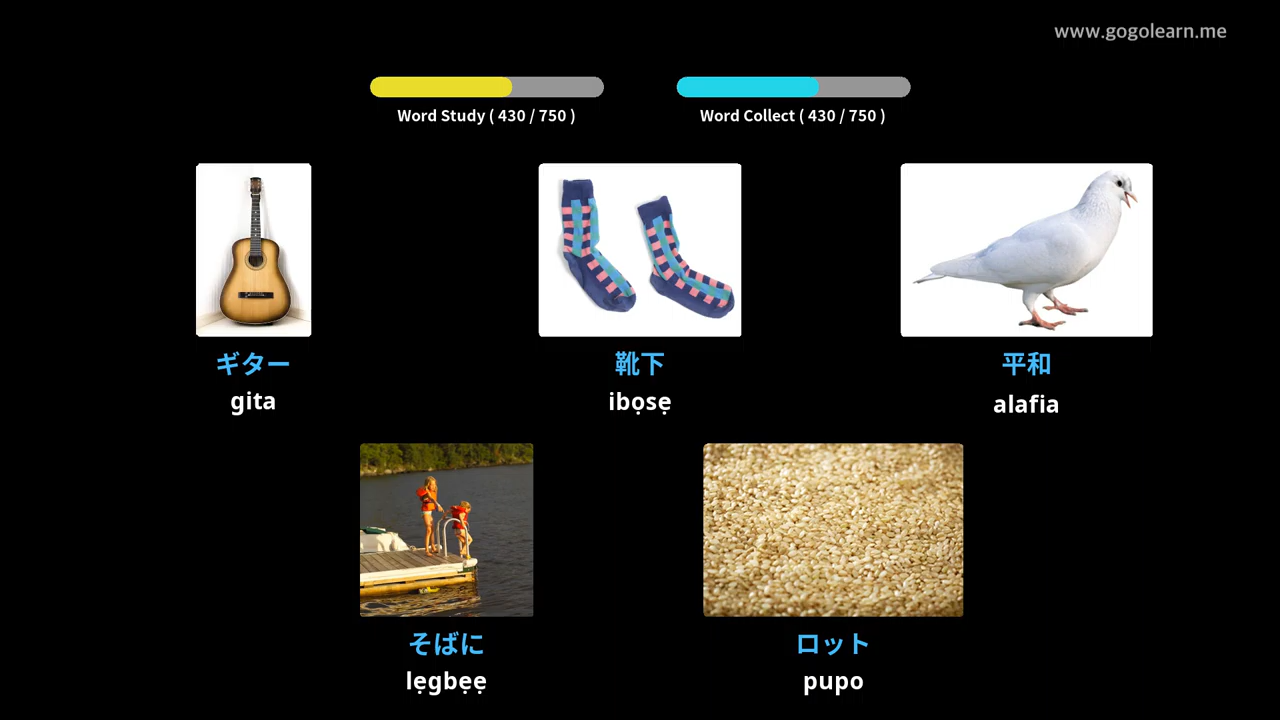 www.gogolearn.me
Word Study ( 430 / 750 )
Word Collect ( 430 / 750 )
ギター
gita
靴下
ibọsẹ
平和
alafia
そばに
lẹgbẹẹ
ロット
pupo